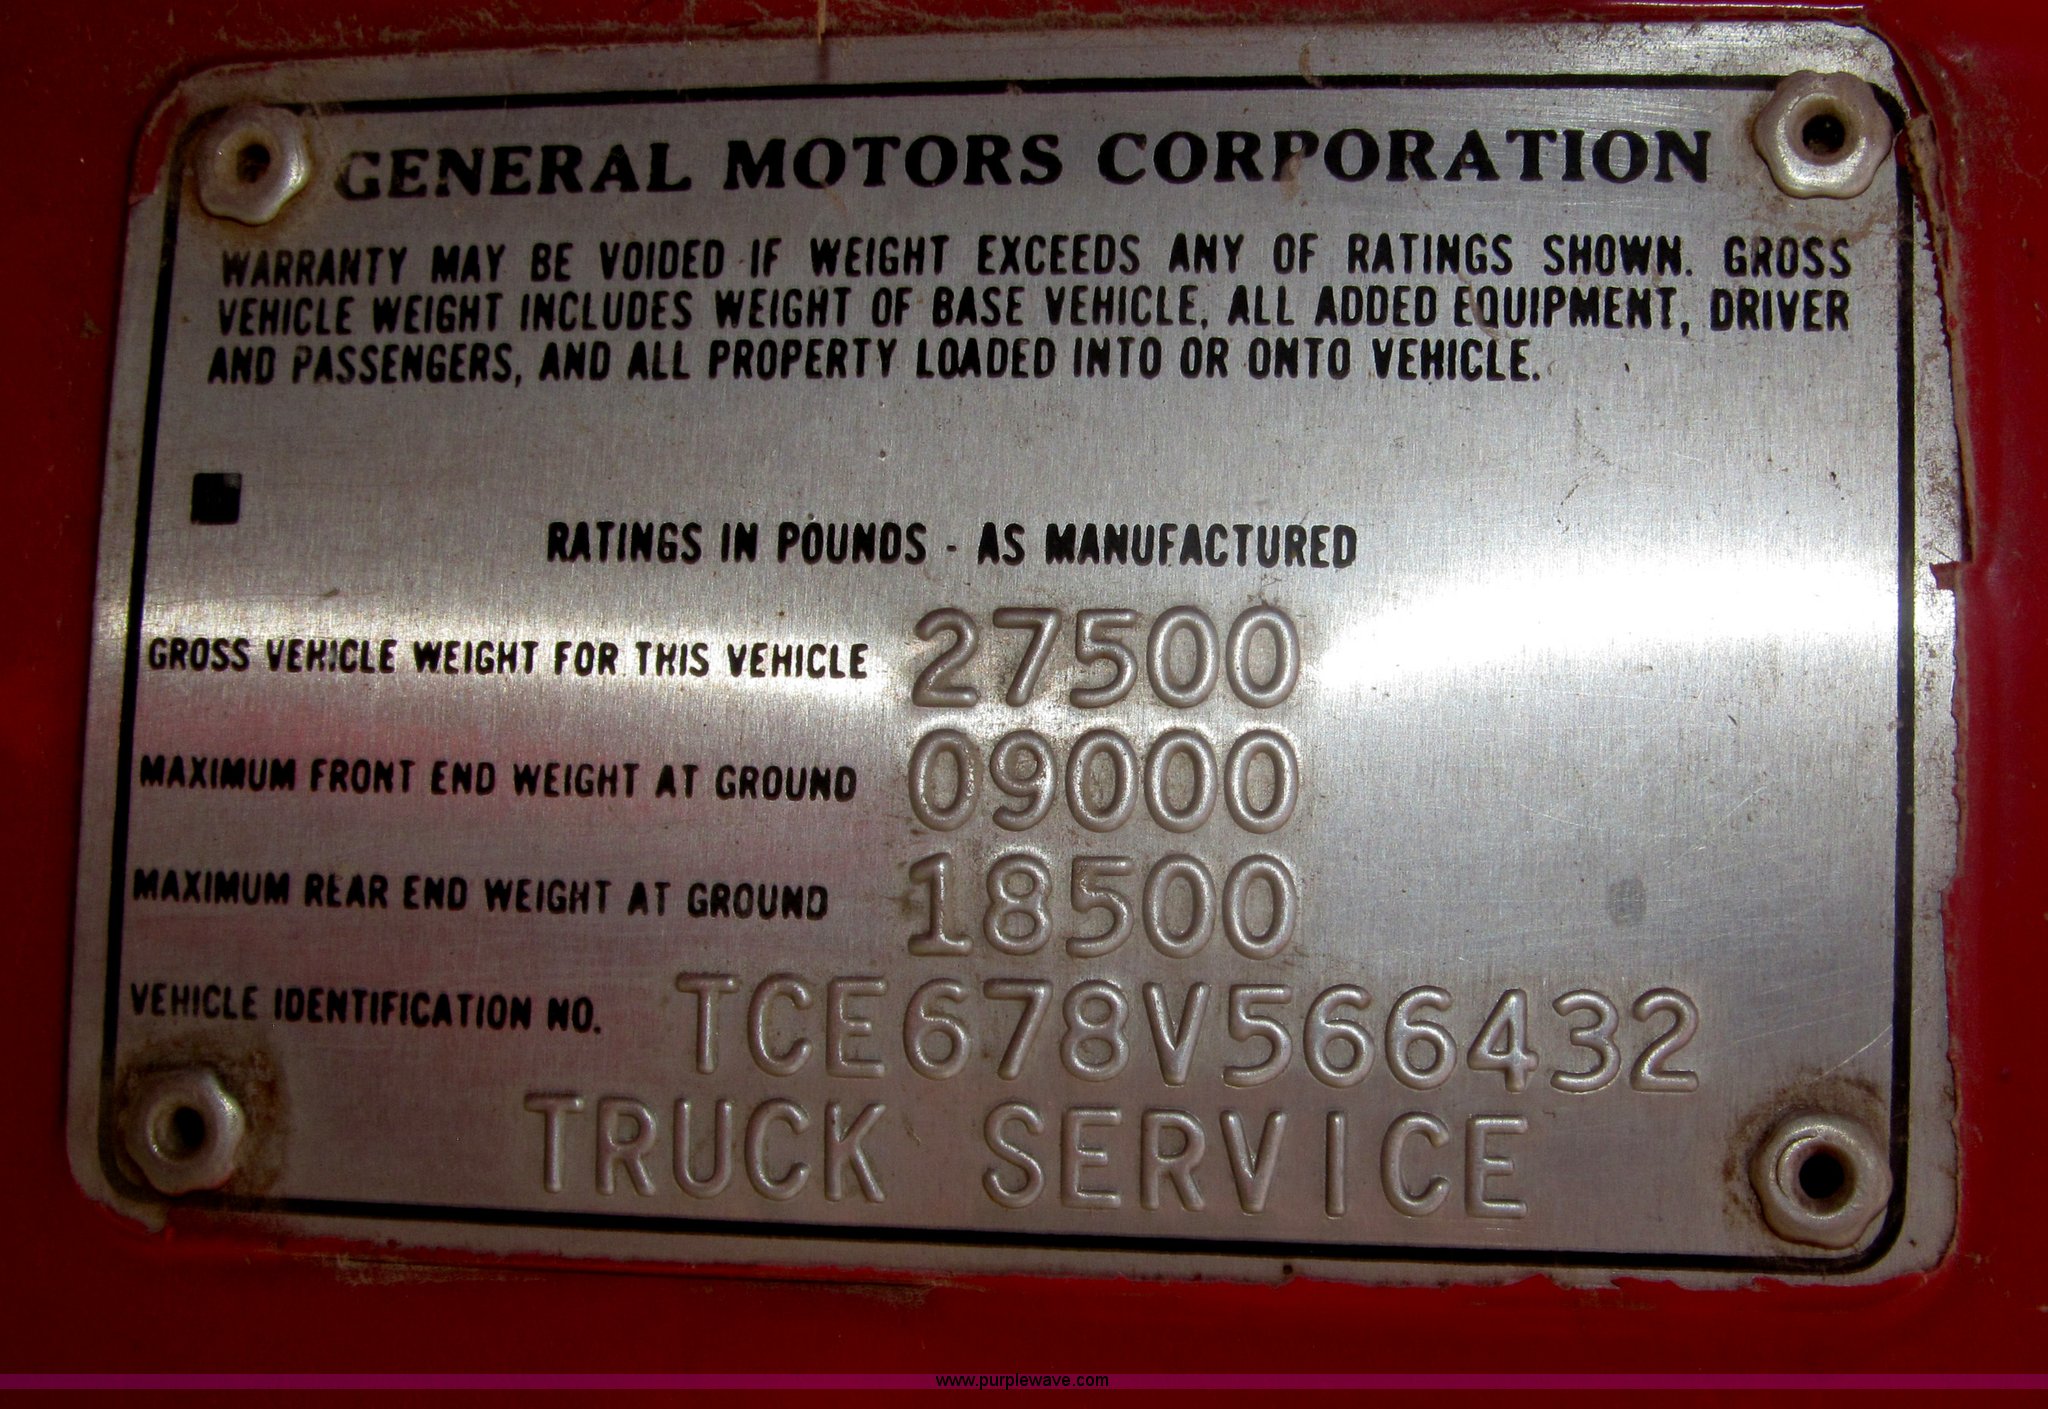 GENERAL MOTORS CORPORATION
WARRANTY MAY BE VOIDED IF WEIGHT EXCEEDS ANY OF RATINGS SHOWN. GROSS
VEHICLE WEIGHT INCLUDES WEIGHT OF BASE VEHICLE, ALL ADDED EQUIPMENT, DRIVER
AND PASSENGERS, AND ALL PROPERTY LOADED INTO OR ONTO VEHICLE.
RATINGS IN POUNDS - AS MANUFACTURED
GROSS VEHICLE WEIGHT FOR THIS VEHICLE 27500
MAXIMUM FRONT END WEIGHT AT GROUND 09000
MAXIMUM REAR END WEIGHT AT GROUND 18500
VEHICLE IDENTIFICATION NO. TCE678V566432
TRUCK SERVICE
www.purplewave.com